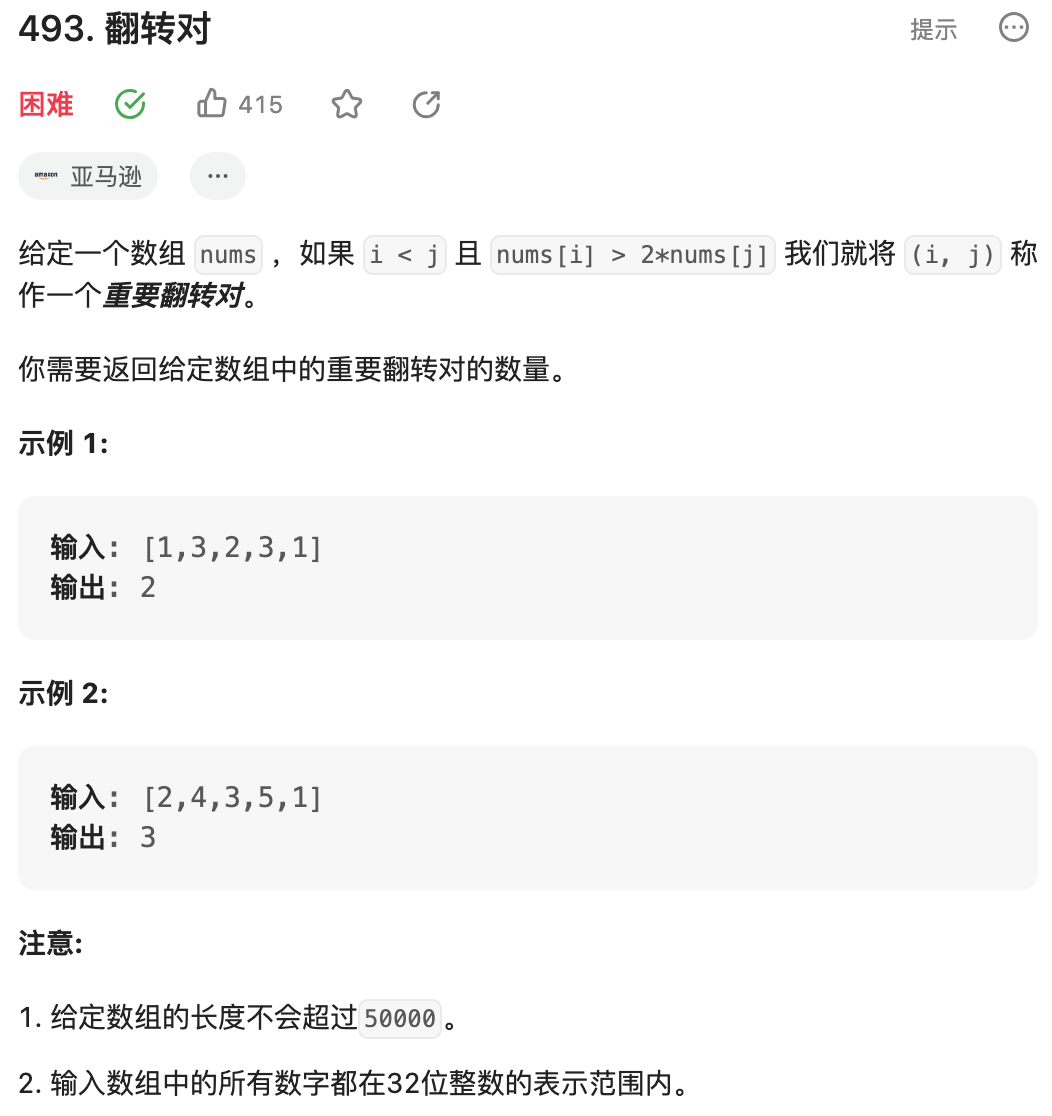 493. 翻转对 提示
困难 415
amazon 亚马逊 ...
给定一个数组 nums ，如果 i < j 且 nums[i] > 2*nums[j] 我们就将 (i, j) 称
作一个重要翻转对。
你需要返回给定数组中的重要翻转对的数量。
示例 1:
输入: [1,3,2,3,1]
输出: 2
示例 2:
输入: [2,4,3,5,1]
输出: 3
注意:
1. 给定数组的长度不会超过50000。
2. 输入数组中的所有数字都在32位整数的表示范围内。